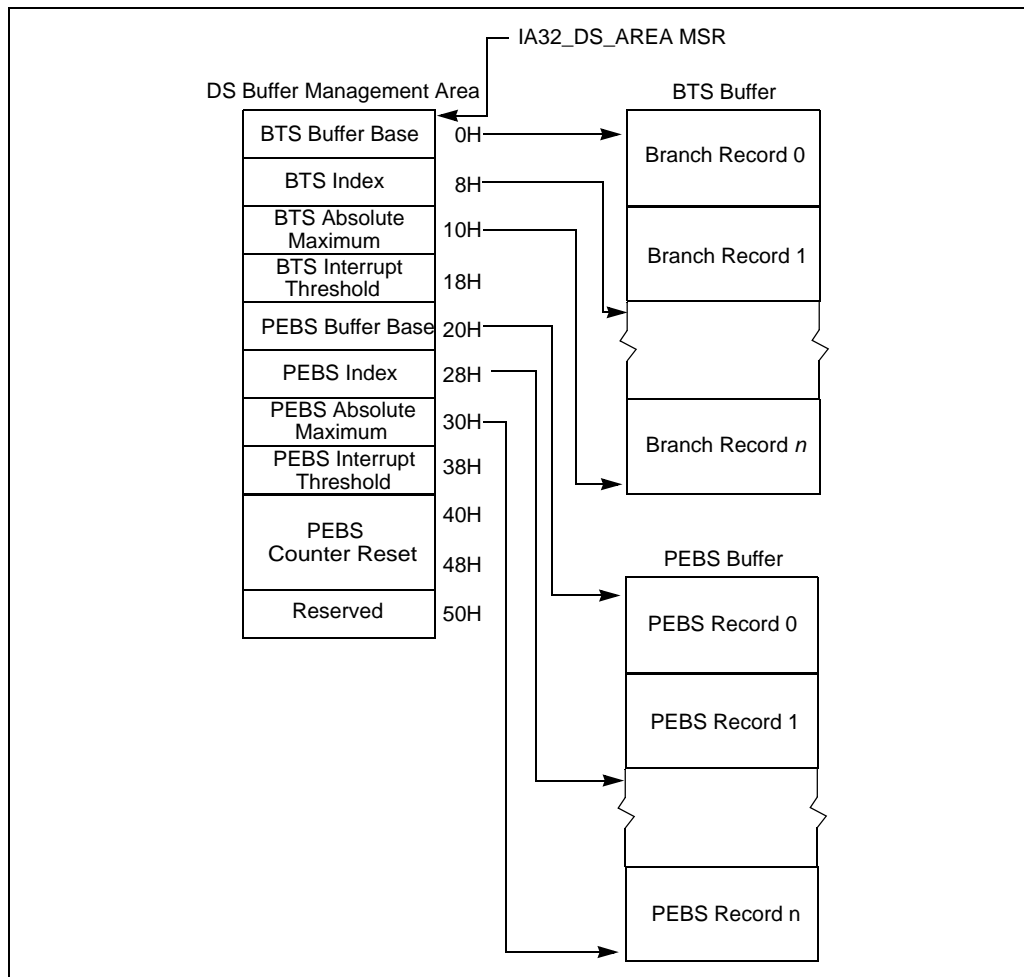 IA32_DS_AREA MSR
DS Buffer Management Area
BTS Buffer Base 0H
BTS Index 8H
BTS Absolute
Maximum 10H
BTS Interrupt
Threshold 18H
PEBS Buffer Base 20H
PEBS Index 28H
PEBS Absolute
Maximum 30H
PEBS Interrupt
Threshold 38H
40H
PEBS
Counter Reset
48H
Reserved 50H
BTS Buffer
Branch Record 0
Branch Record 1
Branch Record n
PEBS Buffer
PEBS Record 0
PEBS Record 1
PEBS Record n